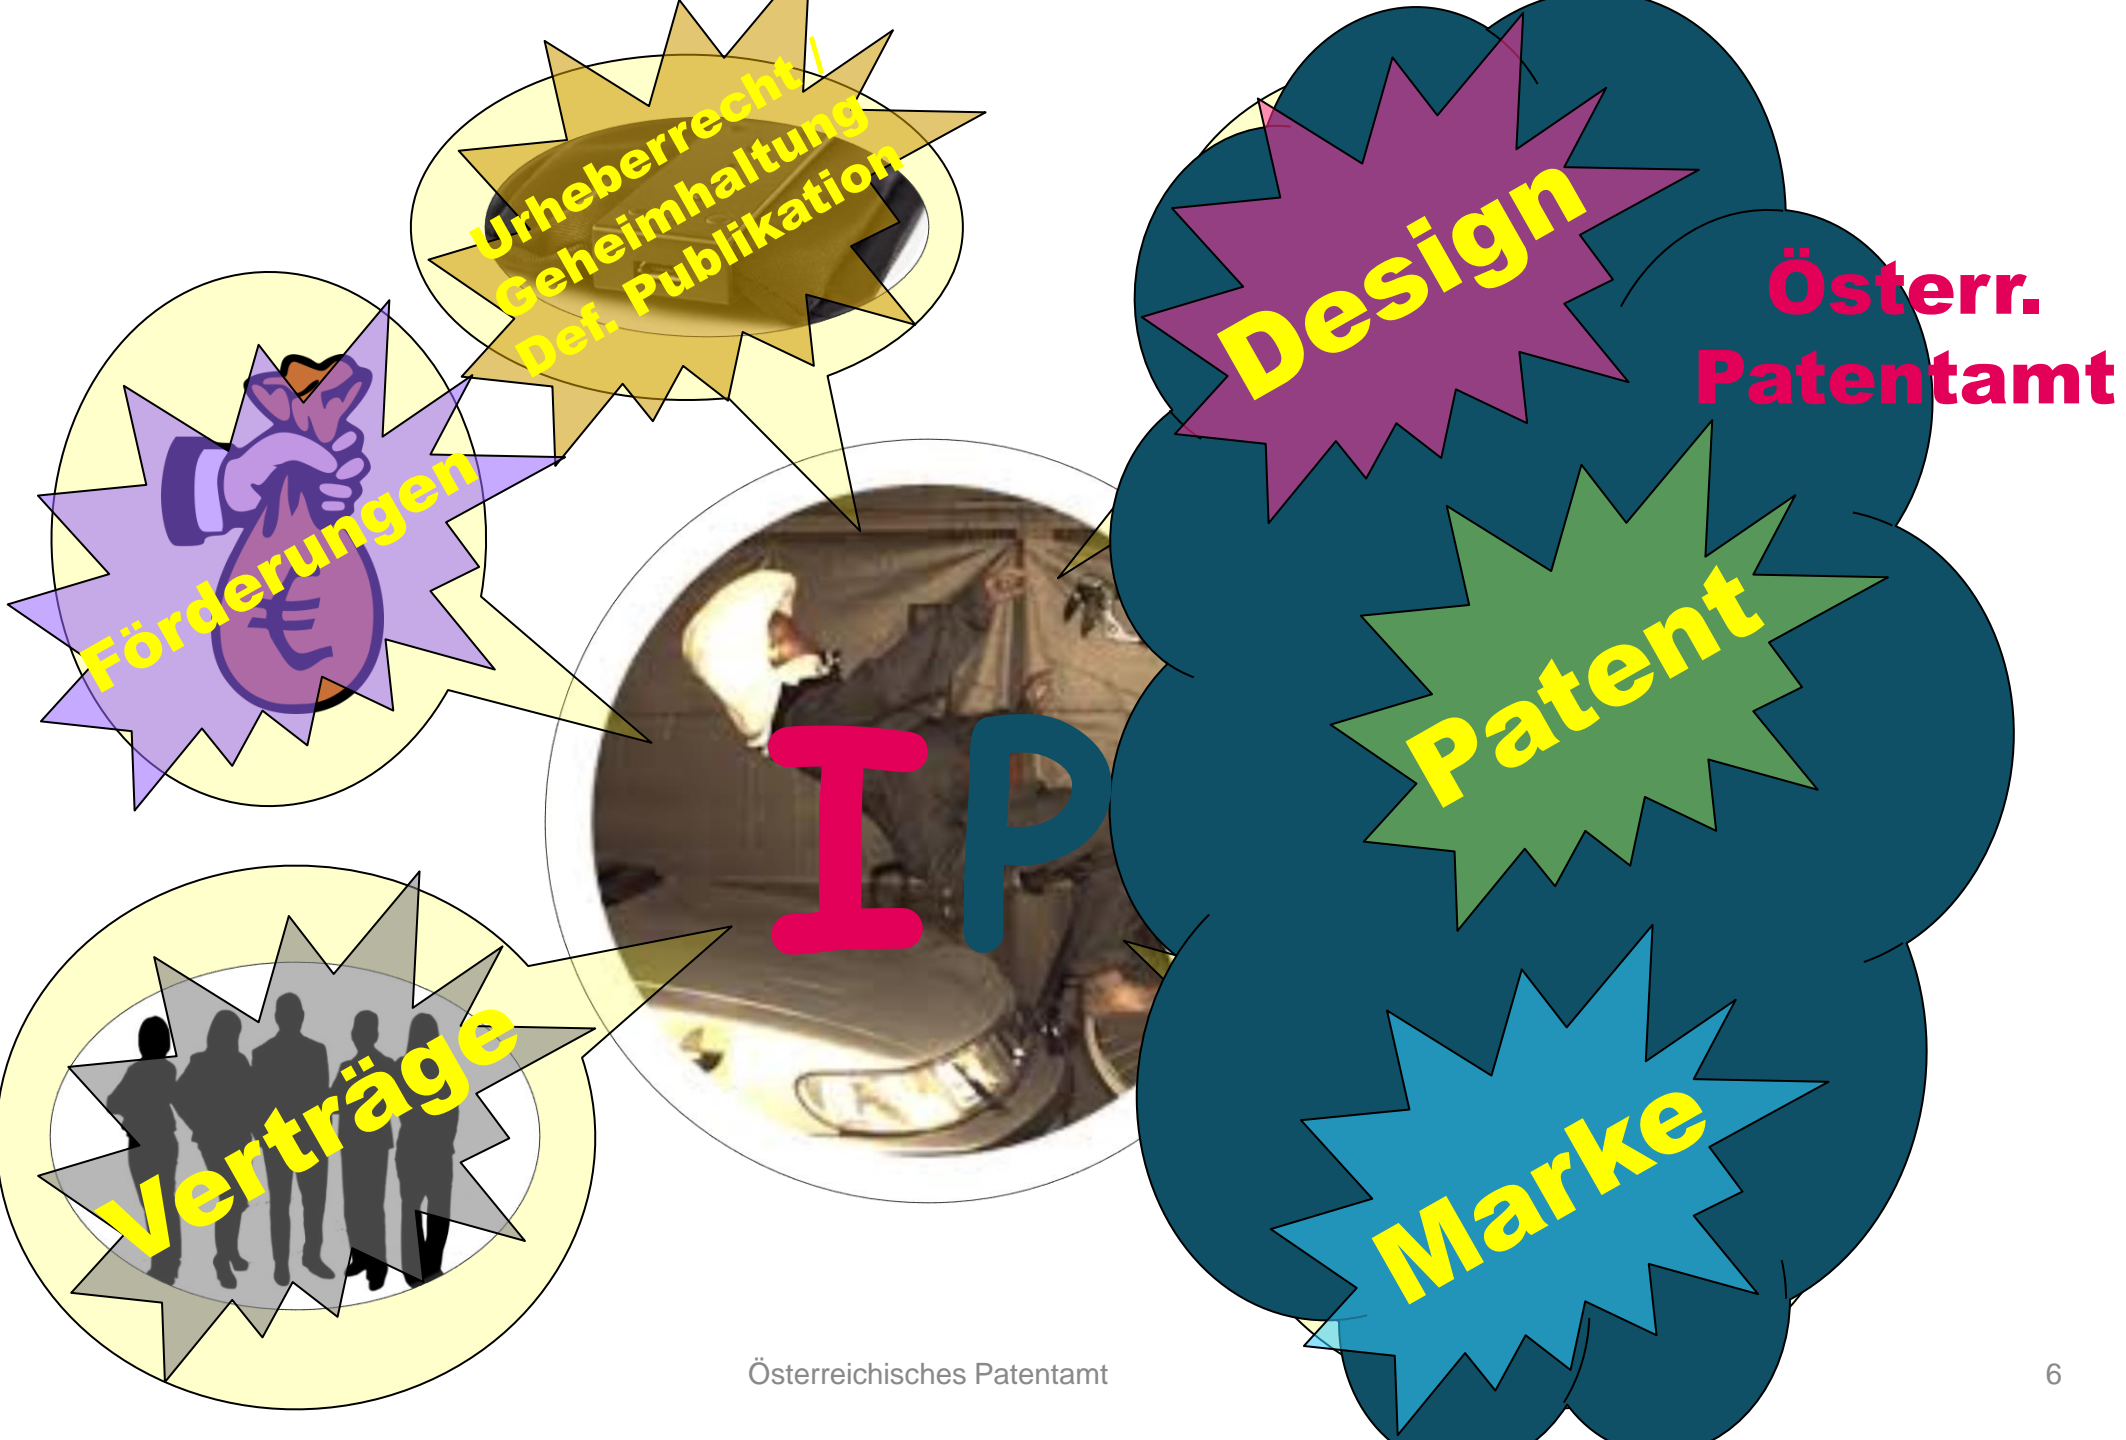 Urheberrecht /
Geheimhaltung
Def. Publikation
Design
Österr.
Patentamt
Förderungen
Patent
IP
Verträge
Marke
Österreichisches Patentamt
6